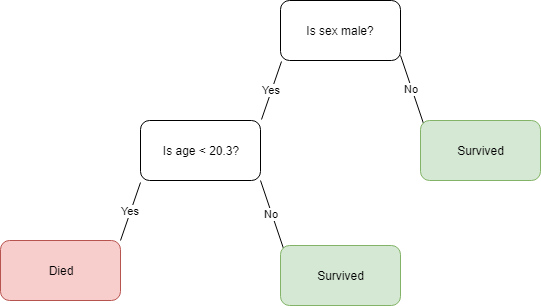 Is sex male?
Yes
No
Is age < 20.3?
Survived
Yes
No
Died
Survived